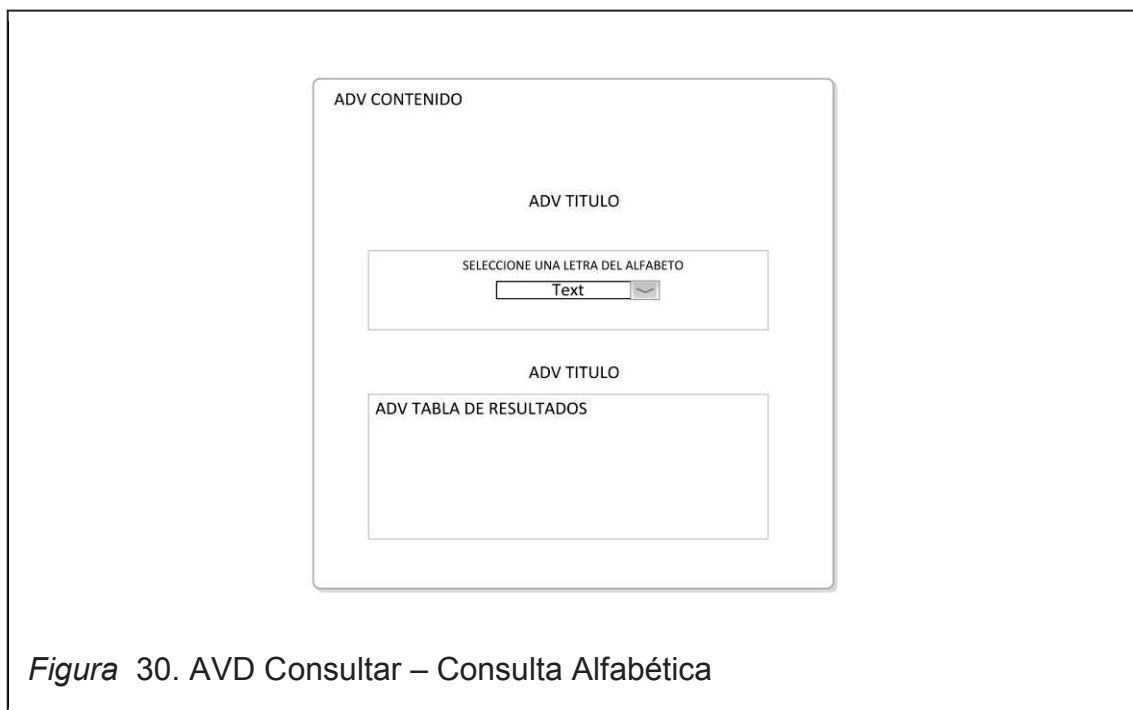 ADV CONTENIDO
ADV TITULO
SELECCIONE UNA LETRA DEL ALFABETO
Text
ADV TITULO
ADV TABLA DE RESULTADOS
Figura 30. AVD Consultar – Consulta Alfabética